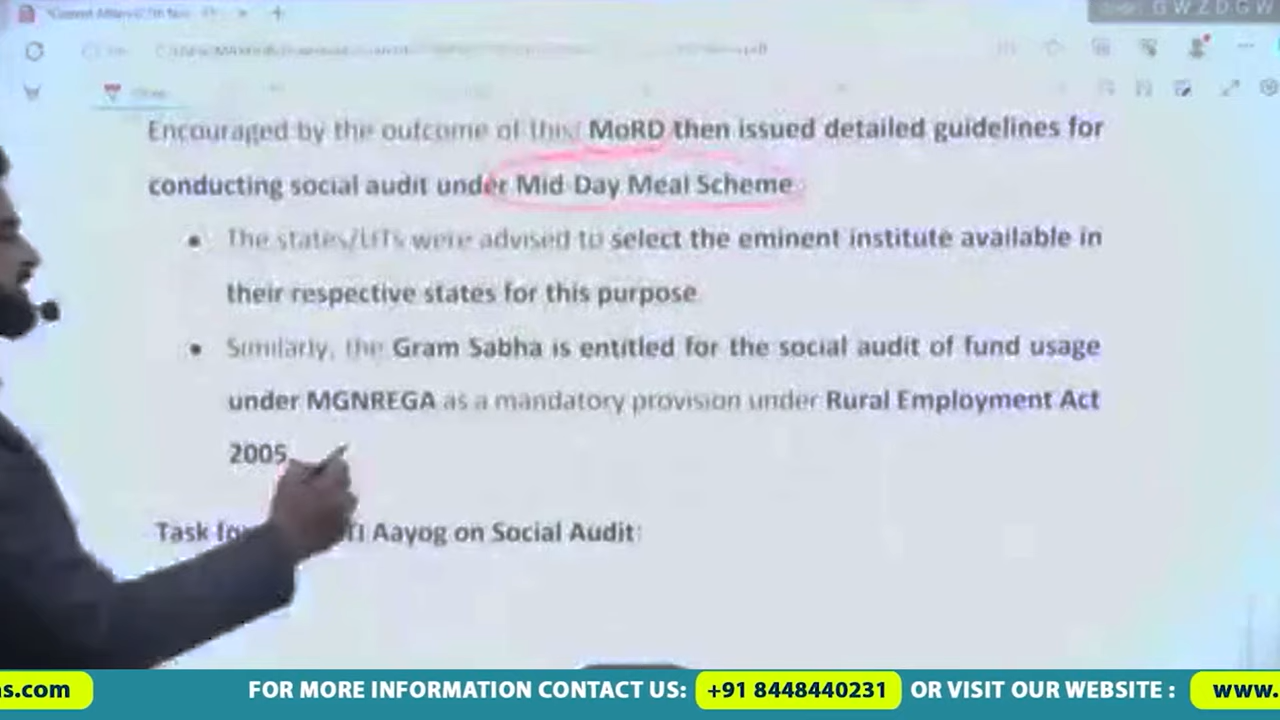 G W Z D G W
Encouraged by the outcome of this, MoRD then issued detailed guidelines for
conducting social audit under Mid Day Meal Scheme.
The states/UTs were advised to select the eminent institute available in
their respective states for this purpose.
Similarly, the Gram Sabha is entitled for the social audit of fund usage
under MGNREGA as a mandatory provision under Rural Employment Act
2005.
Task Aayog on Social Audit:
s.com FOR MORE INFORMATION CONTACT US: +91 8448440231 OR VISIT OUR WEBSITE : www.